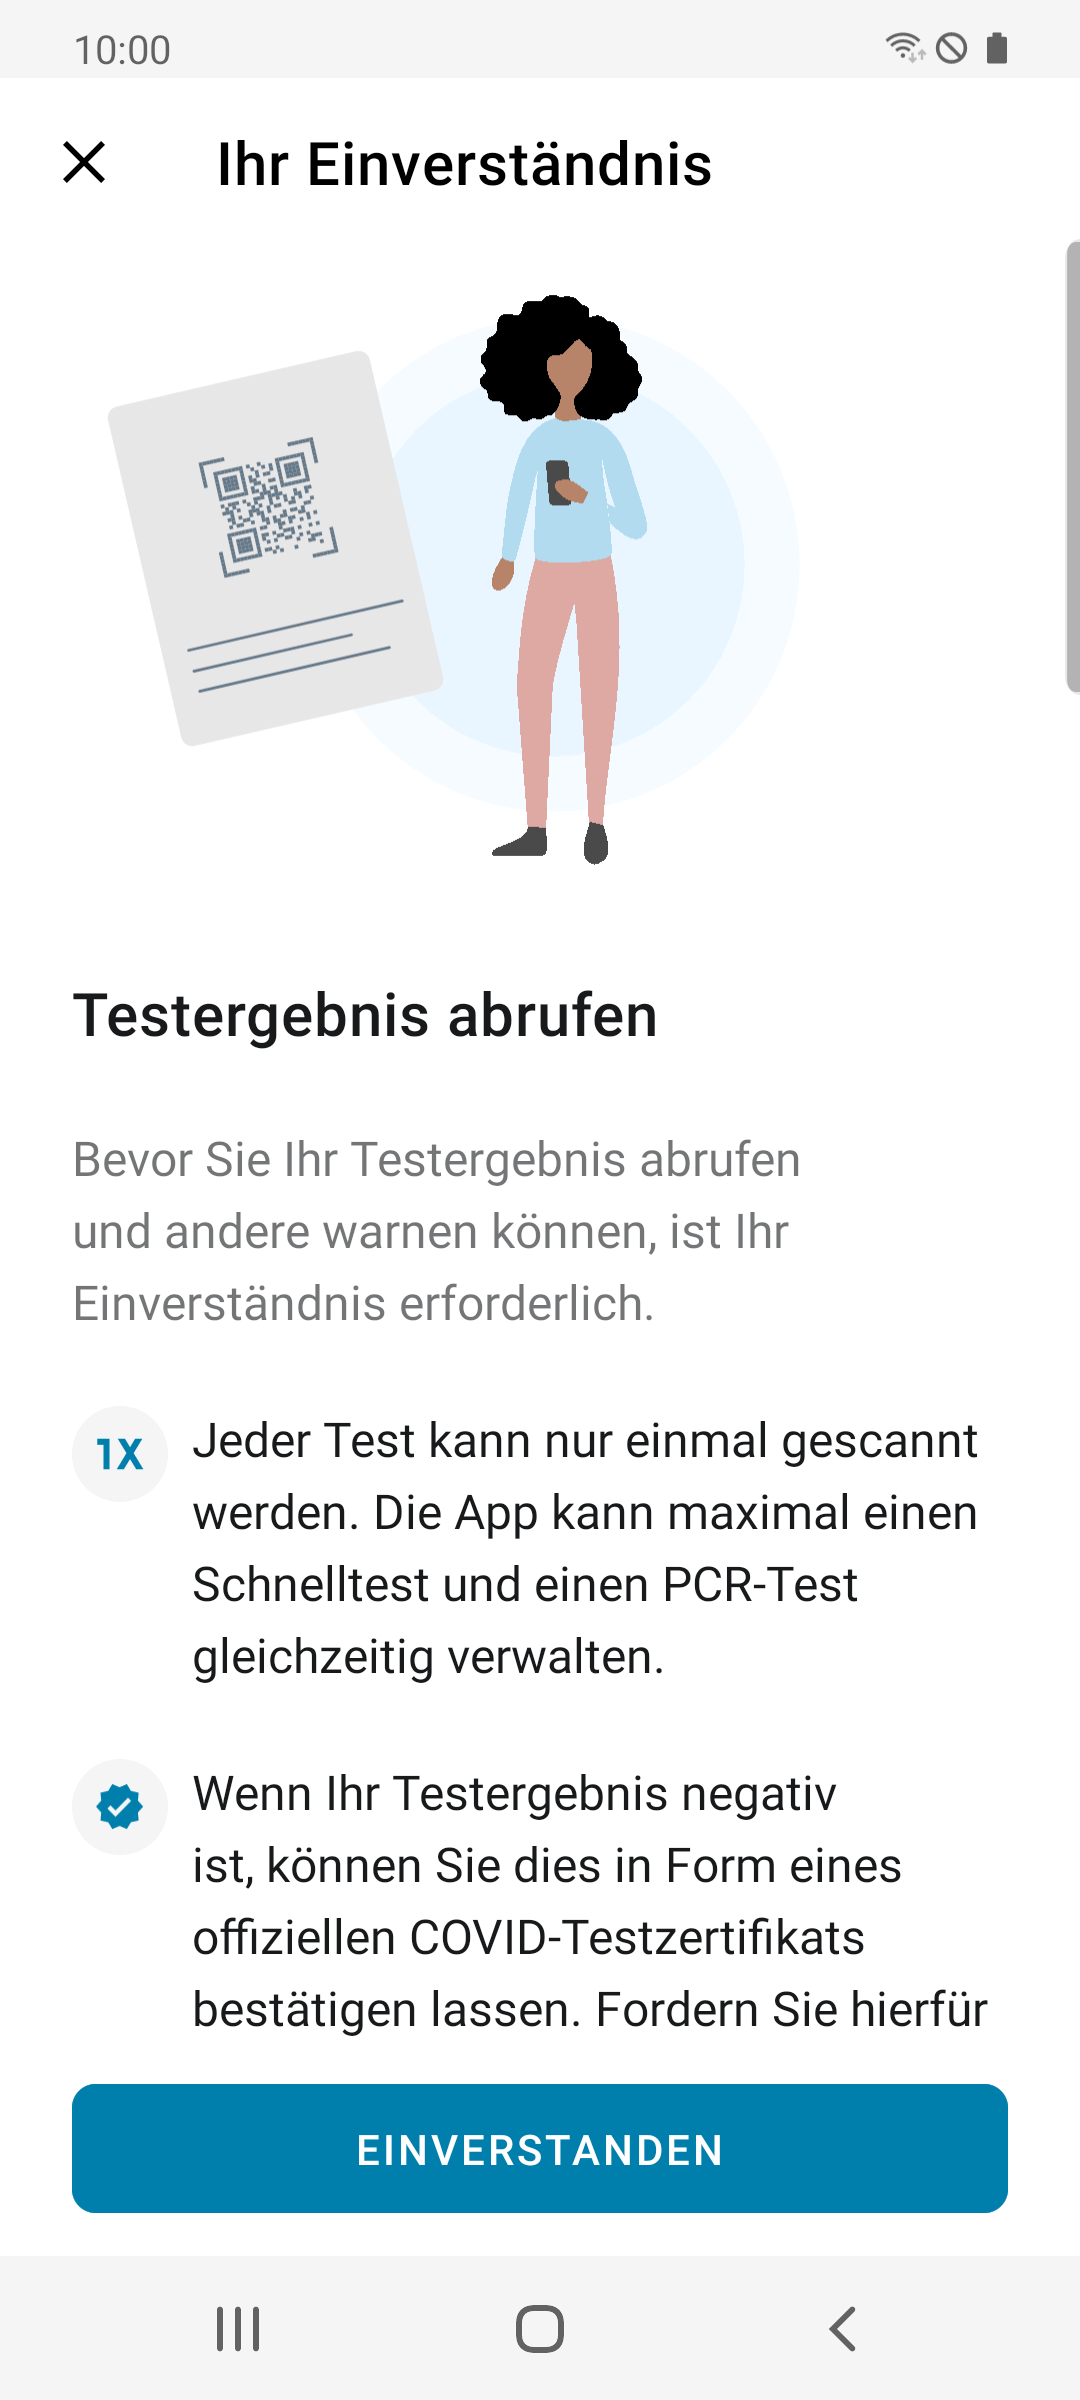 10:00
Ihr Einverständnis
Testergebnis abrufen
Bevor Sie Ihr Testergebnis abrufen
und andere warnen können, ist Ihr
Einverständnis erforderlich.
1X
Jeder Test kann nur einmal gescannt
werden. Die App kann maximal einen
Schnelltest und einen PCR-Test
gleichzeitig verwalten.
Wenn Ihr Testergebnis negativ
ist, können Sie dies in Form eines
offiziellen COVID-Testzertifikats
bestätigen lassen. Fordern Sie hierfür
EINVERSTANDEN